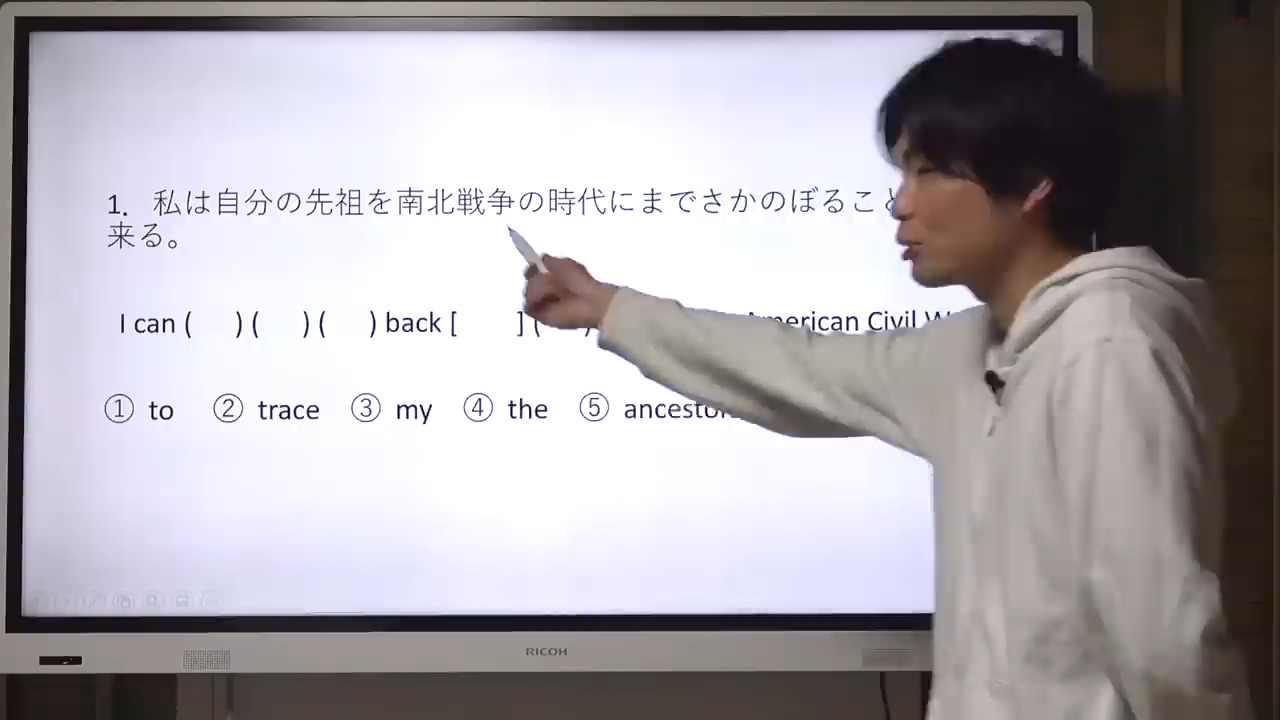 1. 私は自分の先祖を南北戦争の時代にまでさかのぼること
来る。
I can ( ) ( ) ( ) back [ ] ( ) American Civil
① to ② trace ③ my ④ the ⑤ ancestors
RICOH